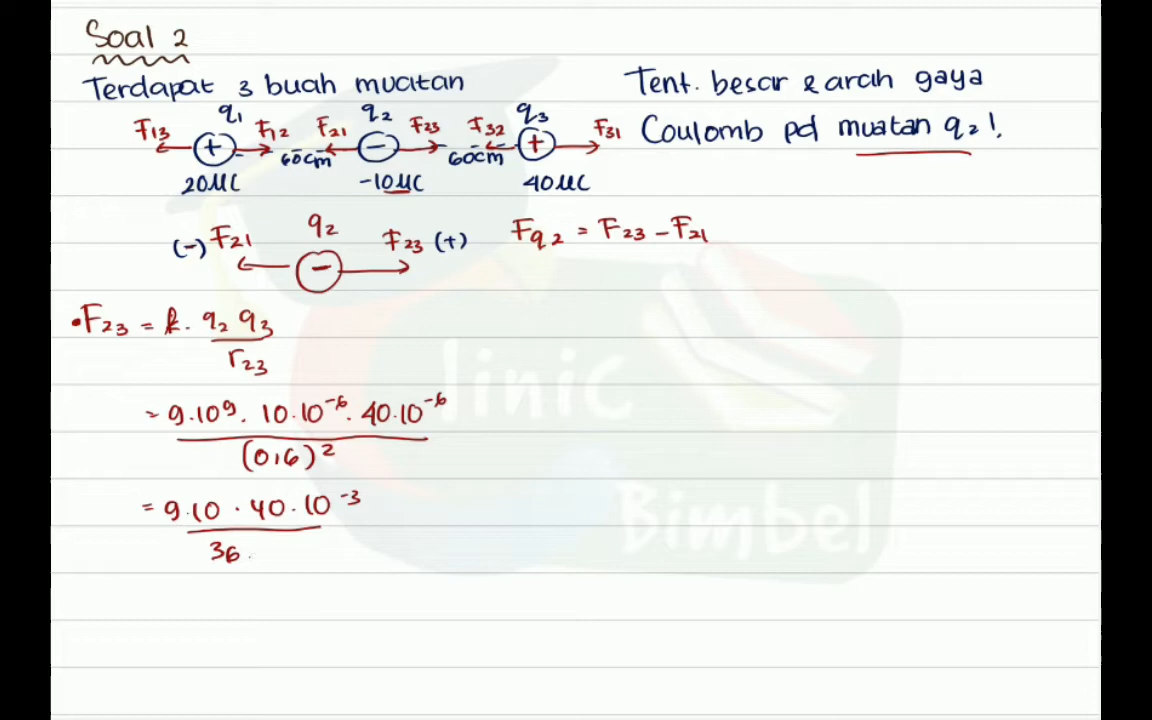 Soal 2
Terdapat 3 buah muatan
Tent. besar & arah gaya
Coulomb pd muatan q2!
q1 q2 q3
F13 + F12 F21 - F23 F32 + F31
60cm 60cm
20μC -10μC 40μC
q2
(-) F21 - F23 (+)
Fq2 = F23 - F21
• F23 = k. q2 q3
r23
= 9.10⁹. 10.10⁻⁶. 40.10⁻⁶
(0,6)²
= 9.10 . 40.10⁻³
36.
linic
Bimbel